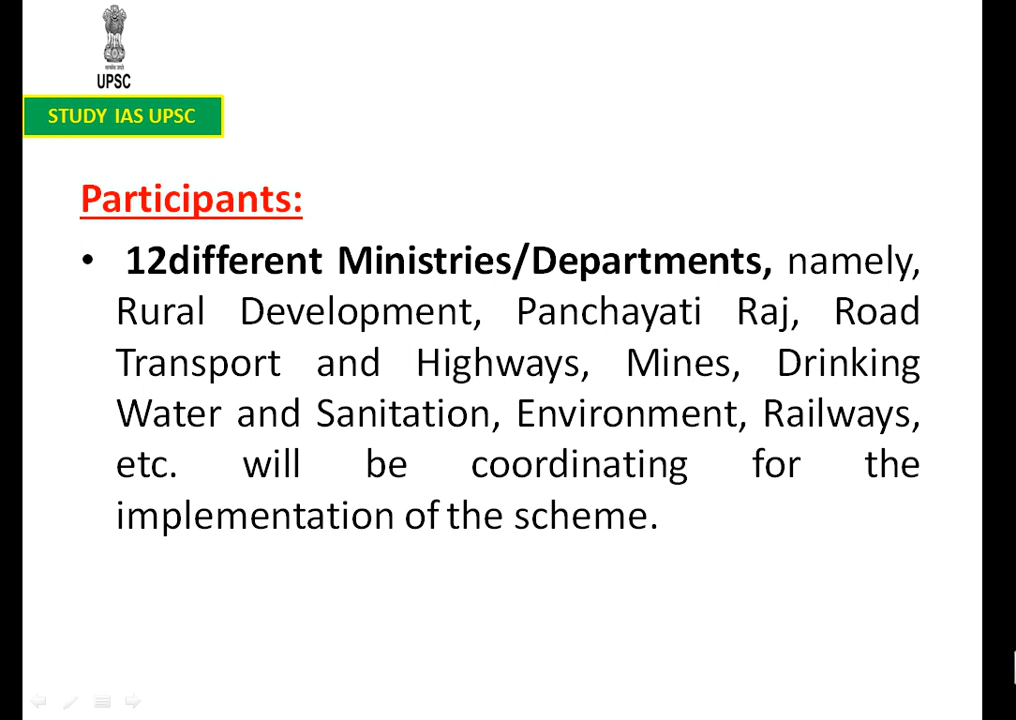 UPSC
STUDY IAS UPSC
Participants:
• 12different Ministries/Departments, namely,
Rural Development, Panchayati Raj, Road
Transport and Highways, Mines, Drinking
Water and Sanitation, Environment, Railways,
etc. will be coordinating for the
implementation of the scheme.